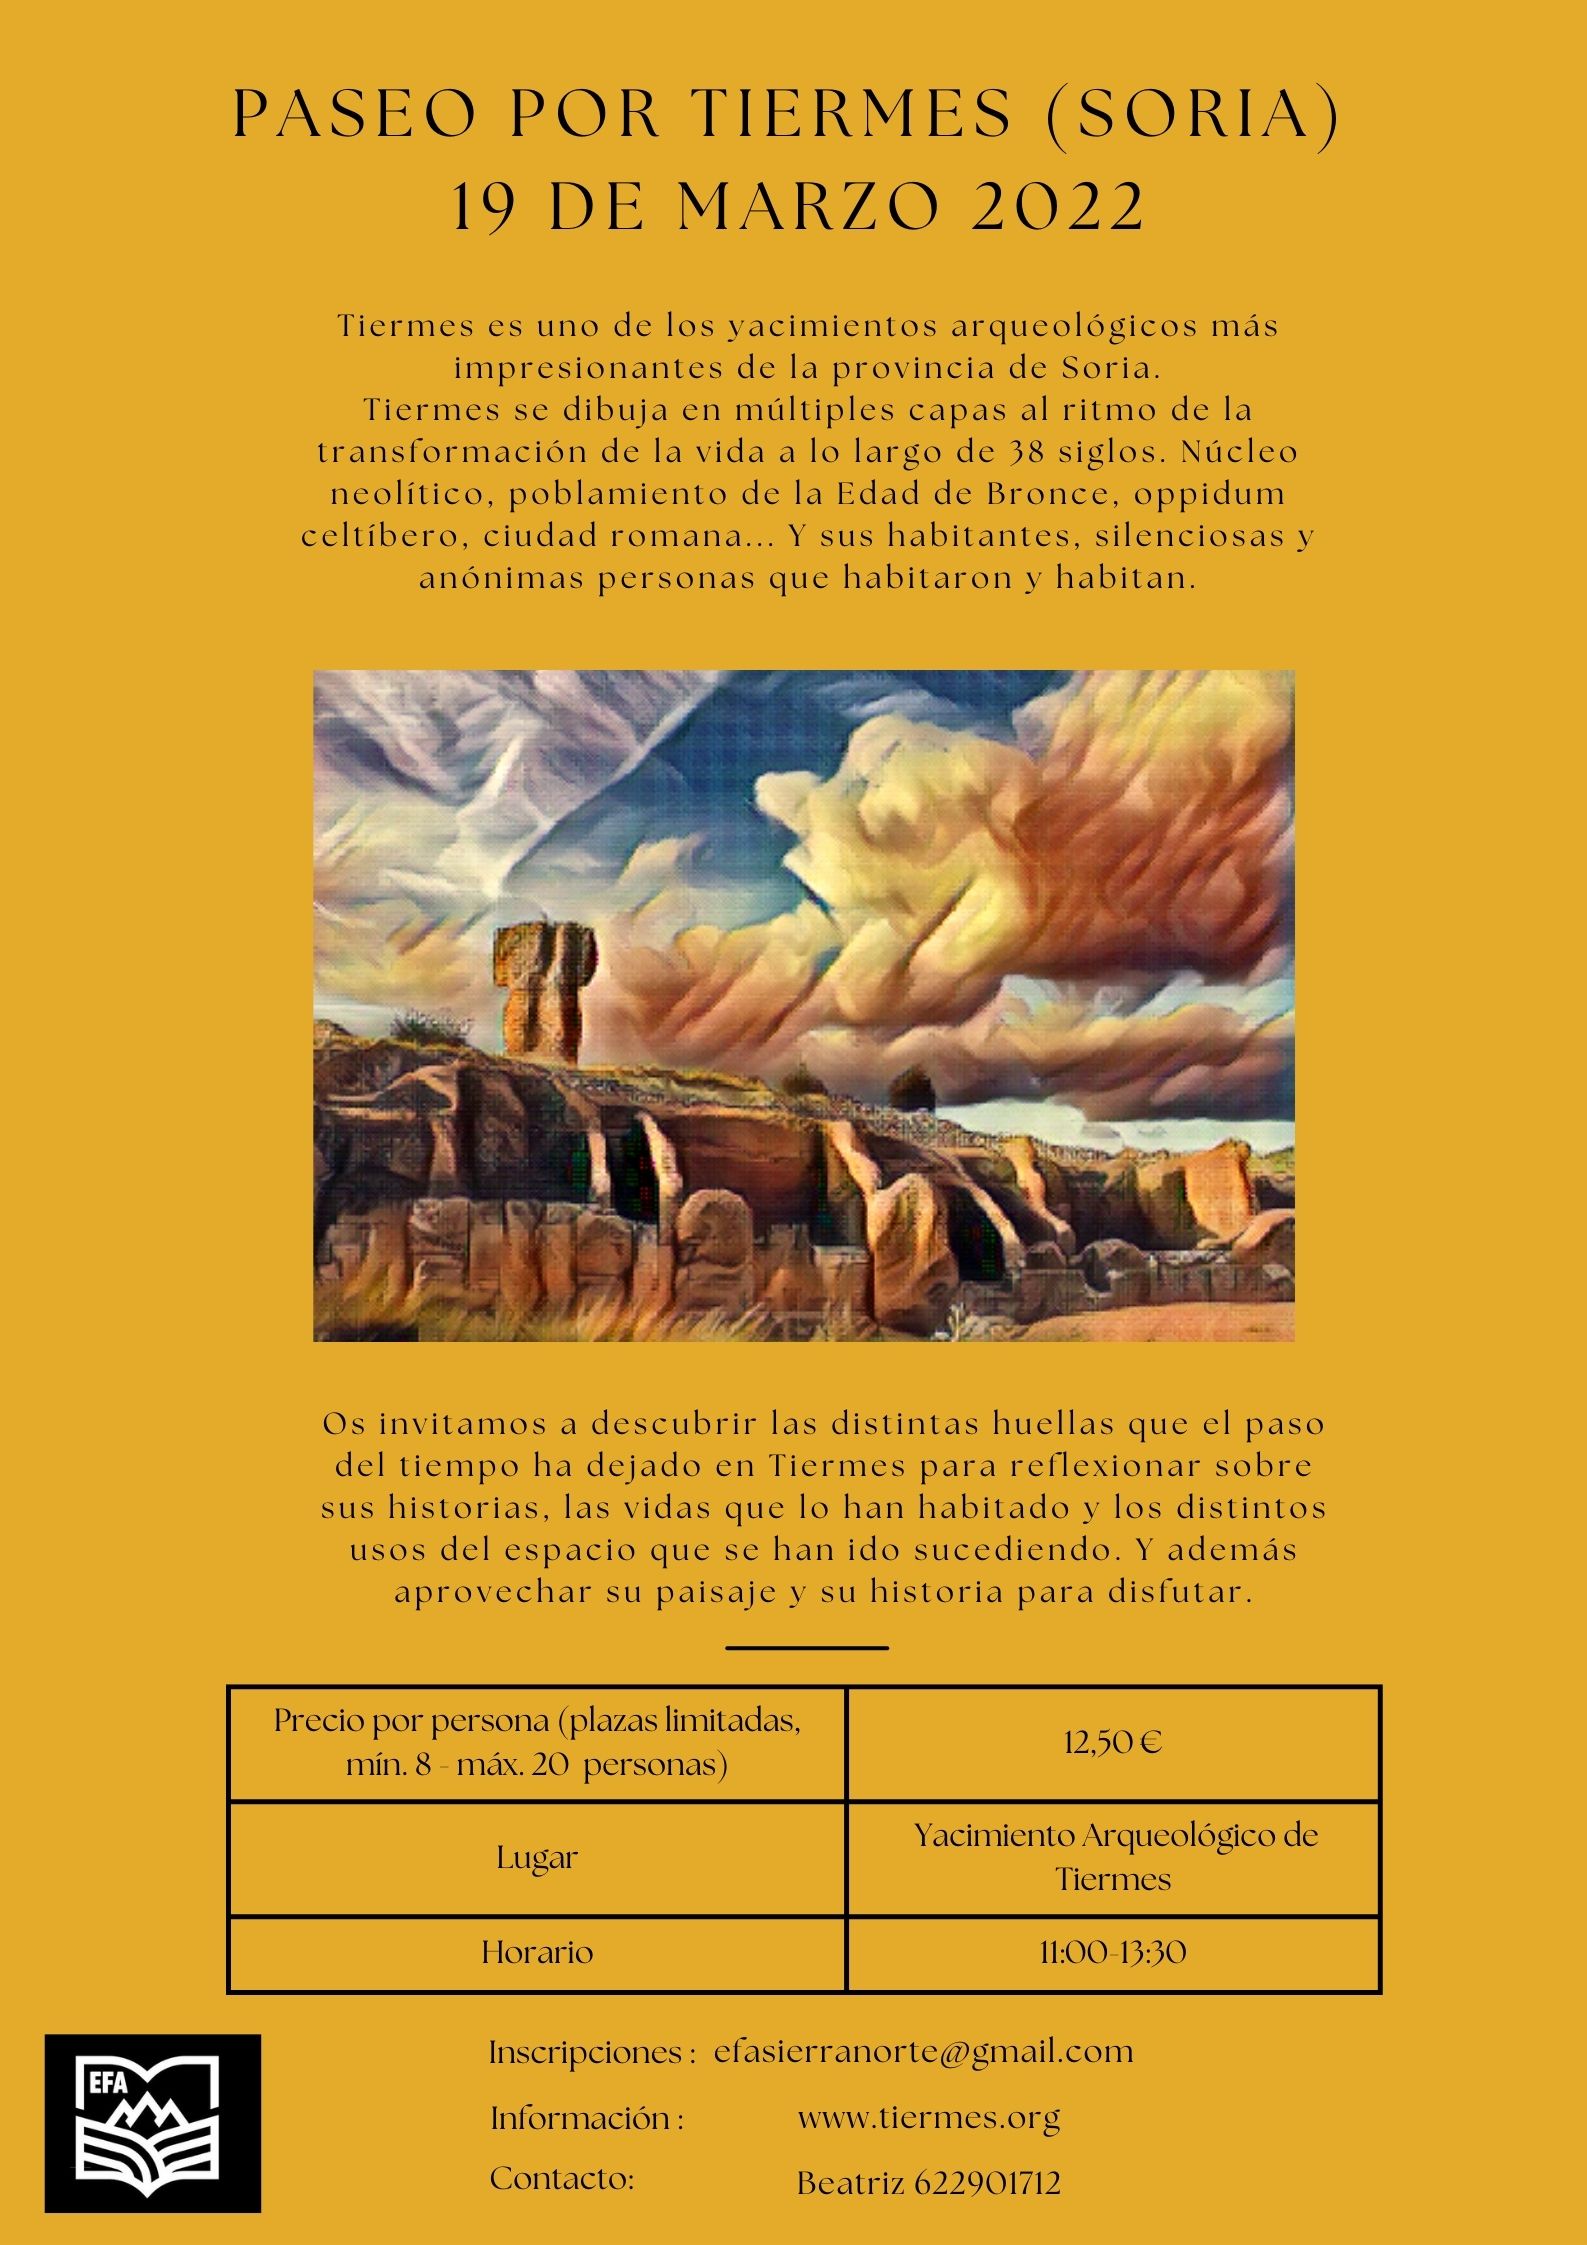 PASEO POR TIERMES (SORIA)
19 DE MARZO 2022
Tiermes es uno de los yacimientos arqueológicos más
impresionantes de la provincia de Soria.
Tiermes se dibuja en múltiples capas al ritmo de la
transformación de la vida a lo largo de 38 siglos. Núcleo
neolítico, poblamiento de la Edad de Bronce, oppidum
celtíbero, ciudad romana... Y sus habitantes, silenciosas y
anónimas personas que habitaron y habitan.
Os invitamos a descubrir las distintas huellas que el paso
del tiempo ha dejado en Tiermes para reflexionar sobre
sus historias, las vidas que lo han habitado y los distintos
usos del espacio que se han ido sucediendo. Y además
aprovechar su paisaje y su historia para disfutar.
Precio por persona (plazas limitadas,
mín. 8 - máx. 20 personas)
12,50 €
Lugar
Yacimiento Arqueológico de
Tiermes
Horario
11:00-13:30
EFA
Inscripciones : efasierranorte@gmail.com
Información : www.tiermes.org
Contacto: Beatriz 622901712